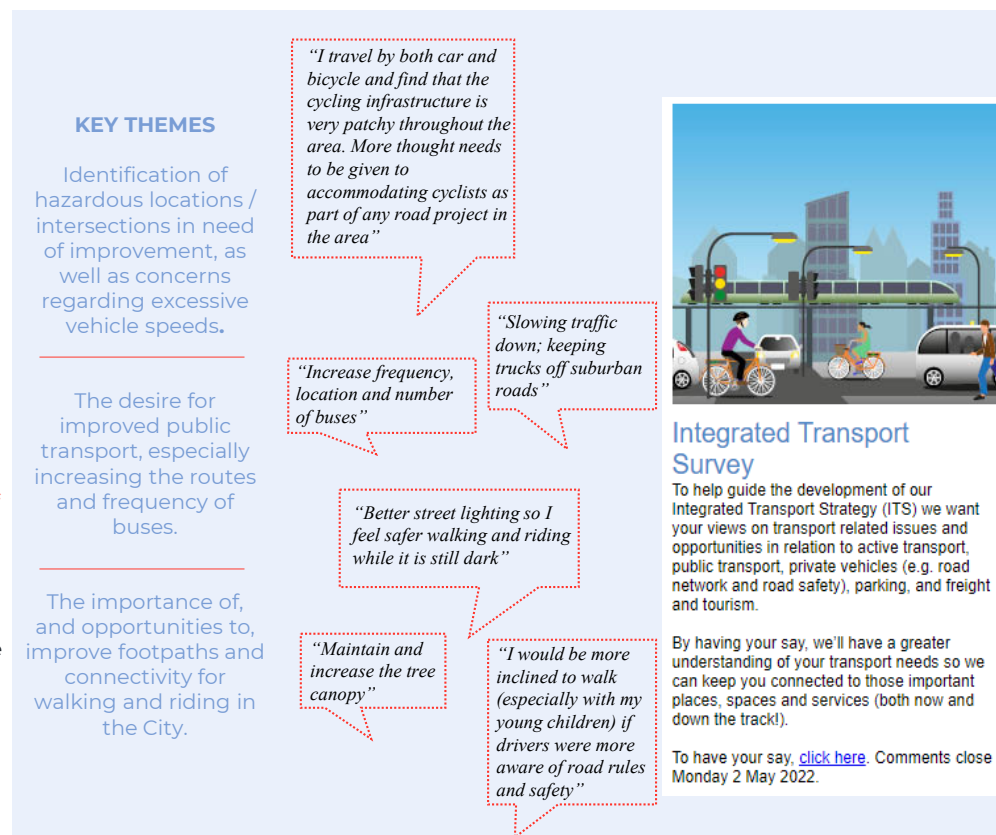 KEY THEMES
Identification of
hazardous locations /
intersections in need
of improvement, as
well as concerns
regarding excessive
vehicle speeds.
The desire for
improved public
transport, especially
increasing the routes
and frequency of
buses.
The importance of,
and opportunities to,
improve footpaths and
connectivity for
walking and riding in
the City.
“I travel by both car and
bicycle and find that the
cycling infrastructure is
very patchy throughout the
area. More thought needs
to be given to
accommodating cyclists as
part of any road project in
the area”
“Slowing traffic
down; keeping
trucks off suburban
roads”
“Increase frequency,
location and number
of buses”
“Better street lighting so I
feel safer walking and riding
while it is still dark”
“Maintain and
increase the tree
canopy”
“I would be more
inclined to walk
(especially with my
young children) if
drivers were more
aware of road rules
and safety”
Integrated Transport
Survey
To help guide the development of our
Integrated Transport Strategy (ITS) we want
your views on transport related issues and
opportunities in relation to active transport,
public transport, private vehicles (e.g. road
network and road safety), parking, and freight
and tourism.
By having your say, we’ll have a greater
understanding of your transport needs so we
can keep you connected to those important
places, spaces and services (both now and
down the track!).
To have your say, click here. Comments close
Monday 2 May 2022.